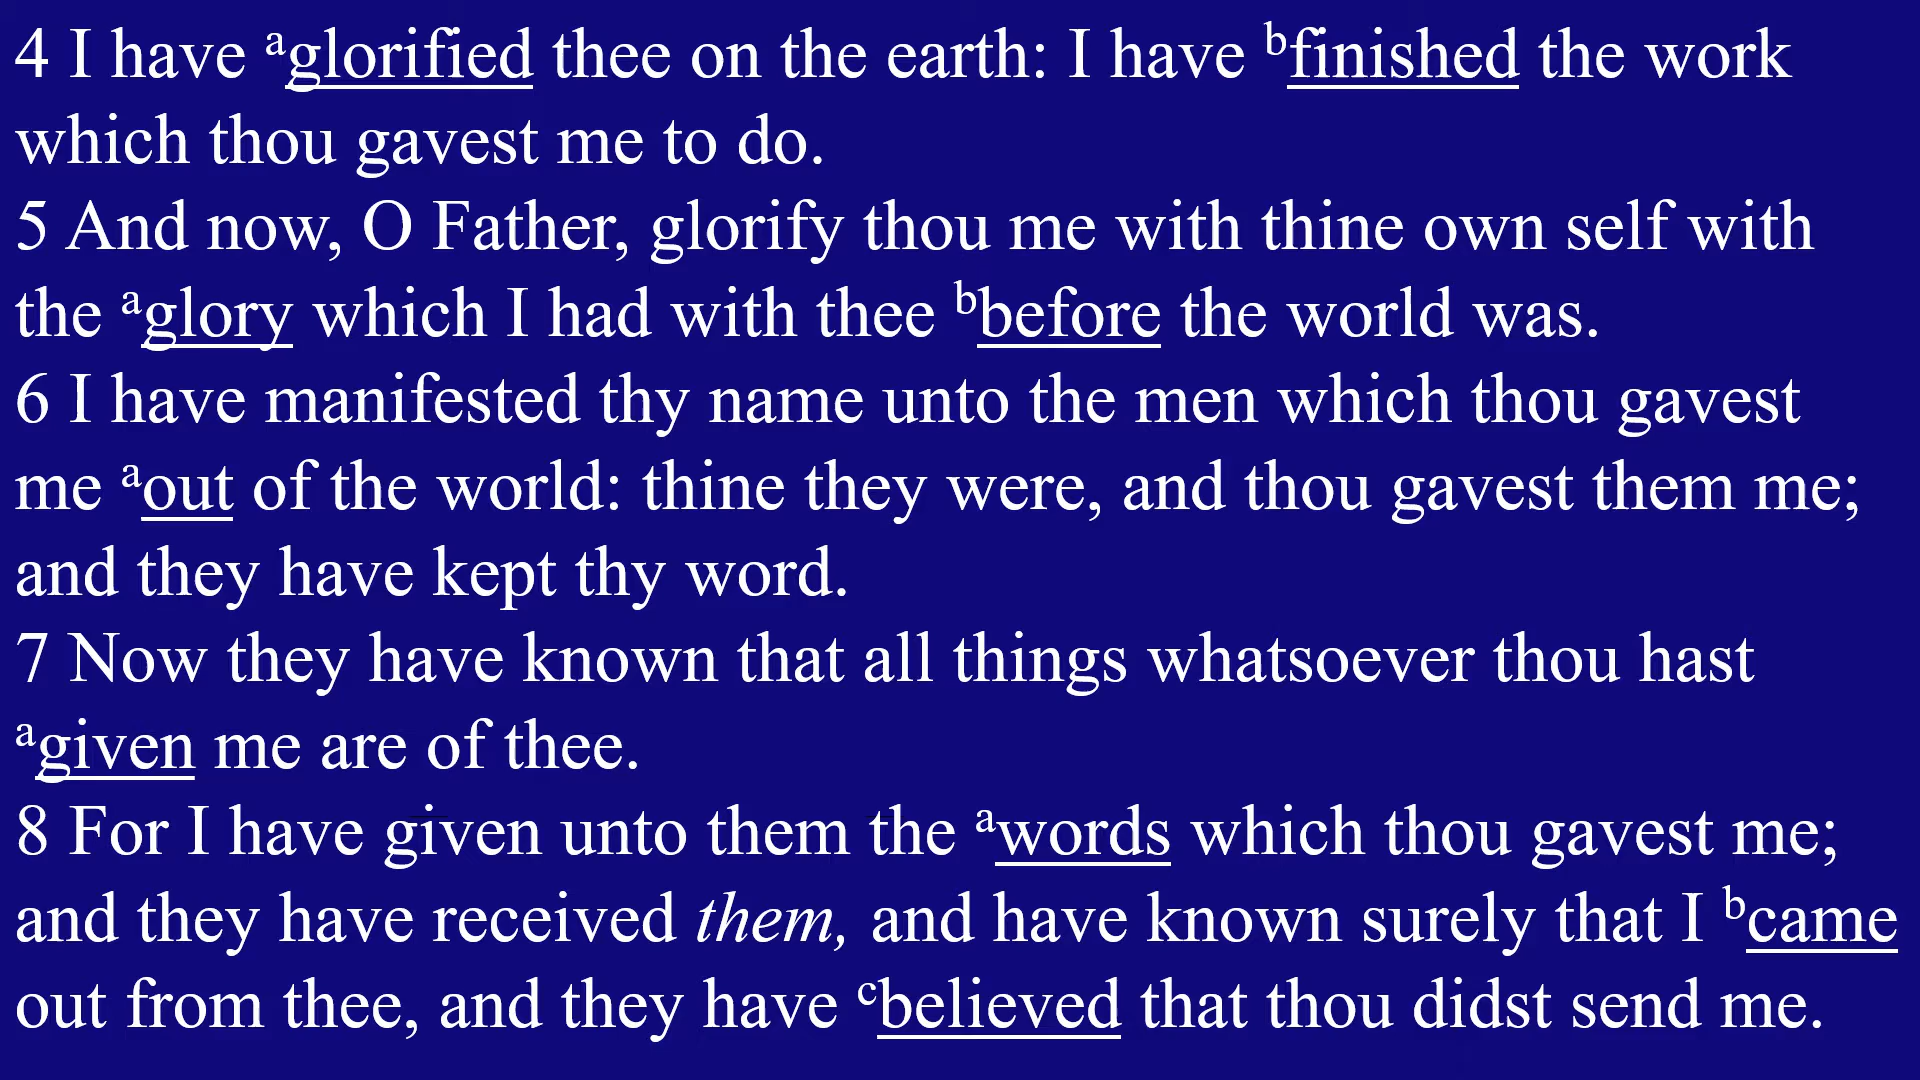 4 I have ᵃglorified thee on the earth: I have ᵇfinished the work
which thou gavest me to do.
5 And now, O Father, glorify thou me with thine own self with
the ᵃglory which I had with thee ᵇbefore the world was.
6 I have manifested thy name unto the men which thou gavest
me ᵃout of the world: thine they were, and thou gavest them me;
and they have kept thy word.
7 Now they have known that all things whatsoever thou hast
ᵃgiven me are of thee.
8 For I have given unto them the ᵃwords which thou gavest me;
and they have received them, and have known surely that I ᵇcame
out from thee, and they have ᶜbelieved that thou didst send me.